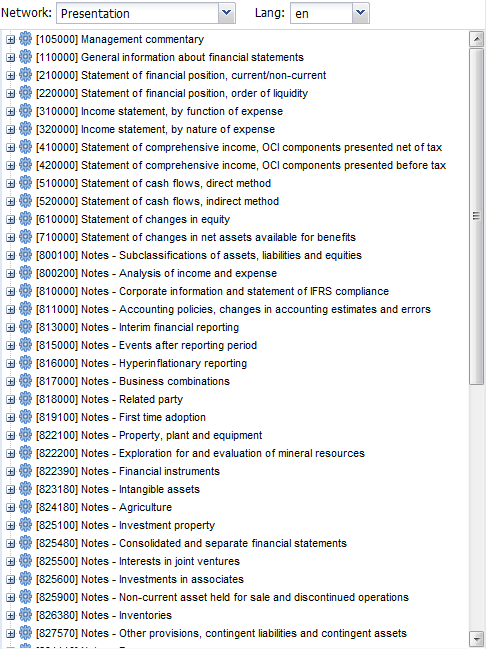 Network: Presentation Lang: en
[105000] Management commentary
[110000] General information about financial statements
[210000] Statement of financial position, current/non-current
[220000] Statement of financial position, order of liquidity
[310000] Income statement, by function of expense
[320000] Income statement, by nature of expense
[410000] Statement of comprehensive income, OCI components presented net of tax
[420000] Statement of comprehensive income, OCI components presented before tax
[510000] Statement of cash flows, direct method
[520000] Statement of cash flows, indirect method
[610000] Statement of changes in equity
[710000] Statement of changes in net assets available for benefits
[800100] Notes - Subclassifications of assets, liabilities and equities
[800200] Notes - Analysis of income and expense
[810000] Notes - Corporate information and statement of IFRS compliance
[811000] Notes - Accounting policies, changes in accounting estimates and errors
[813000] Notes - Interim financial reporting
[815000] Notes - Events after reporting period
[816000] Notes - Hyperinflationary reporting
[817000] Notes - Business combinations
[818000] Notes - Related party
[819100] Notes - First time adoption
[822100] Notes - Property, plant and equipment
[822200] Notes - Exploration for and evaluation of mineral resources
[822390] Notes - Financial instruments
[823180] Notes - Intangible assets
[824180] Notes - Agriculture
[825100] Notes - Investment property
[825480] Notes - Consolidated and separate financial statements
[825500] Notes - Interests in joint ventures
[825600] Notes - Investments in associates
[825900] Notes - Non-current asset held for sale and discontinued operations
[826380] Notes - Inventories
[827570] Notes - Other provisions, contingent liabilities and contingent assets